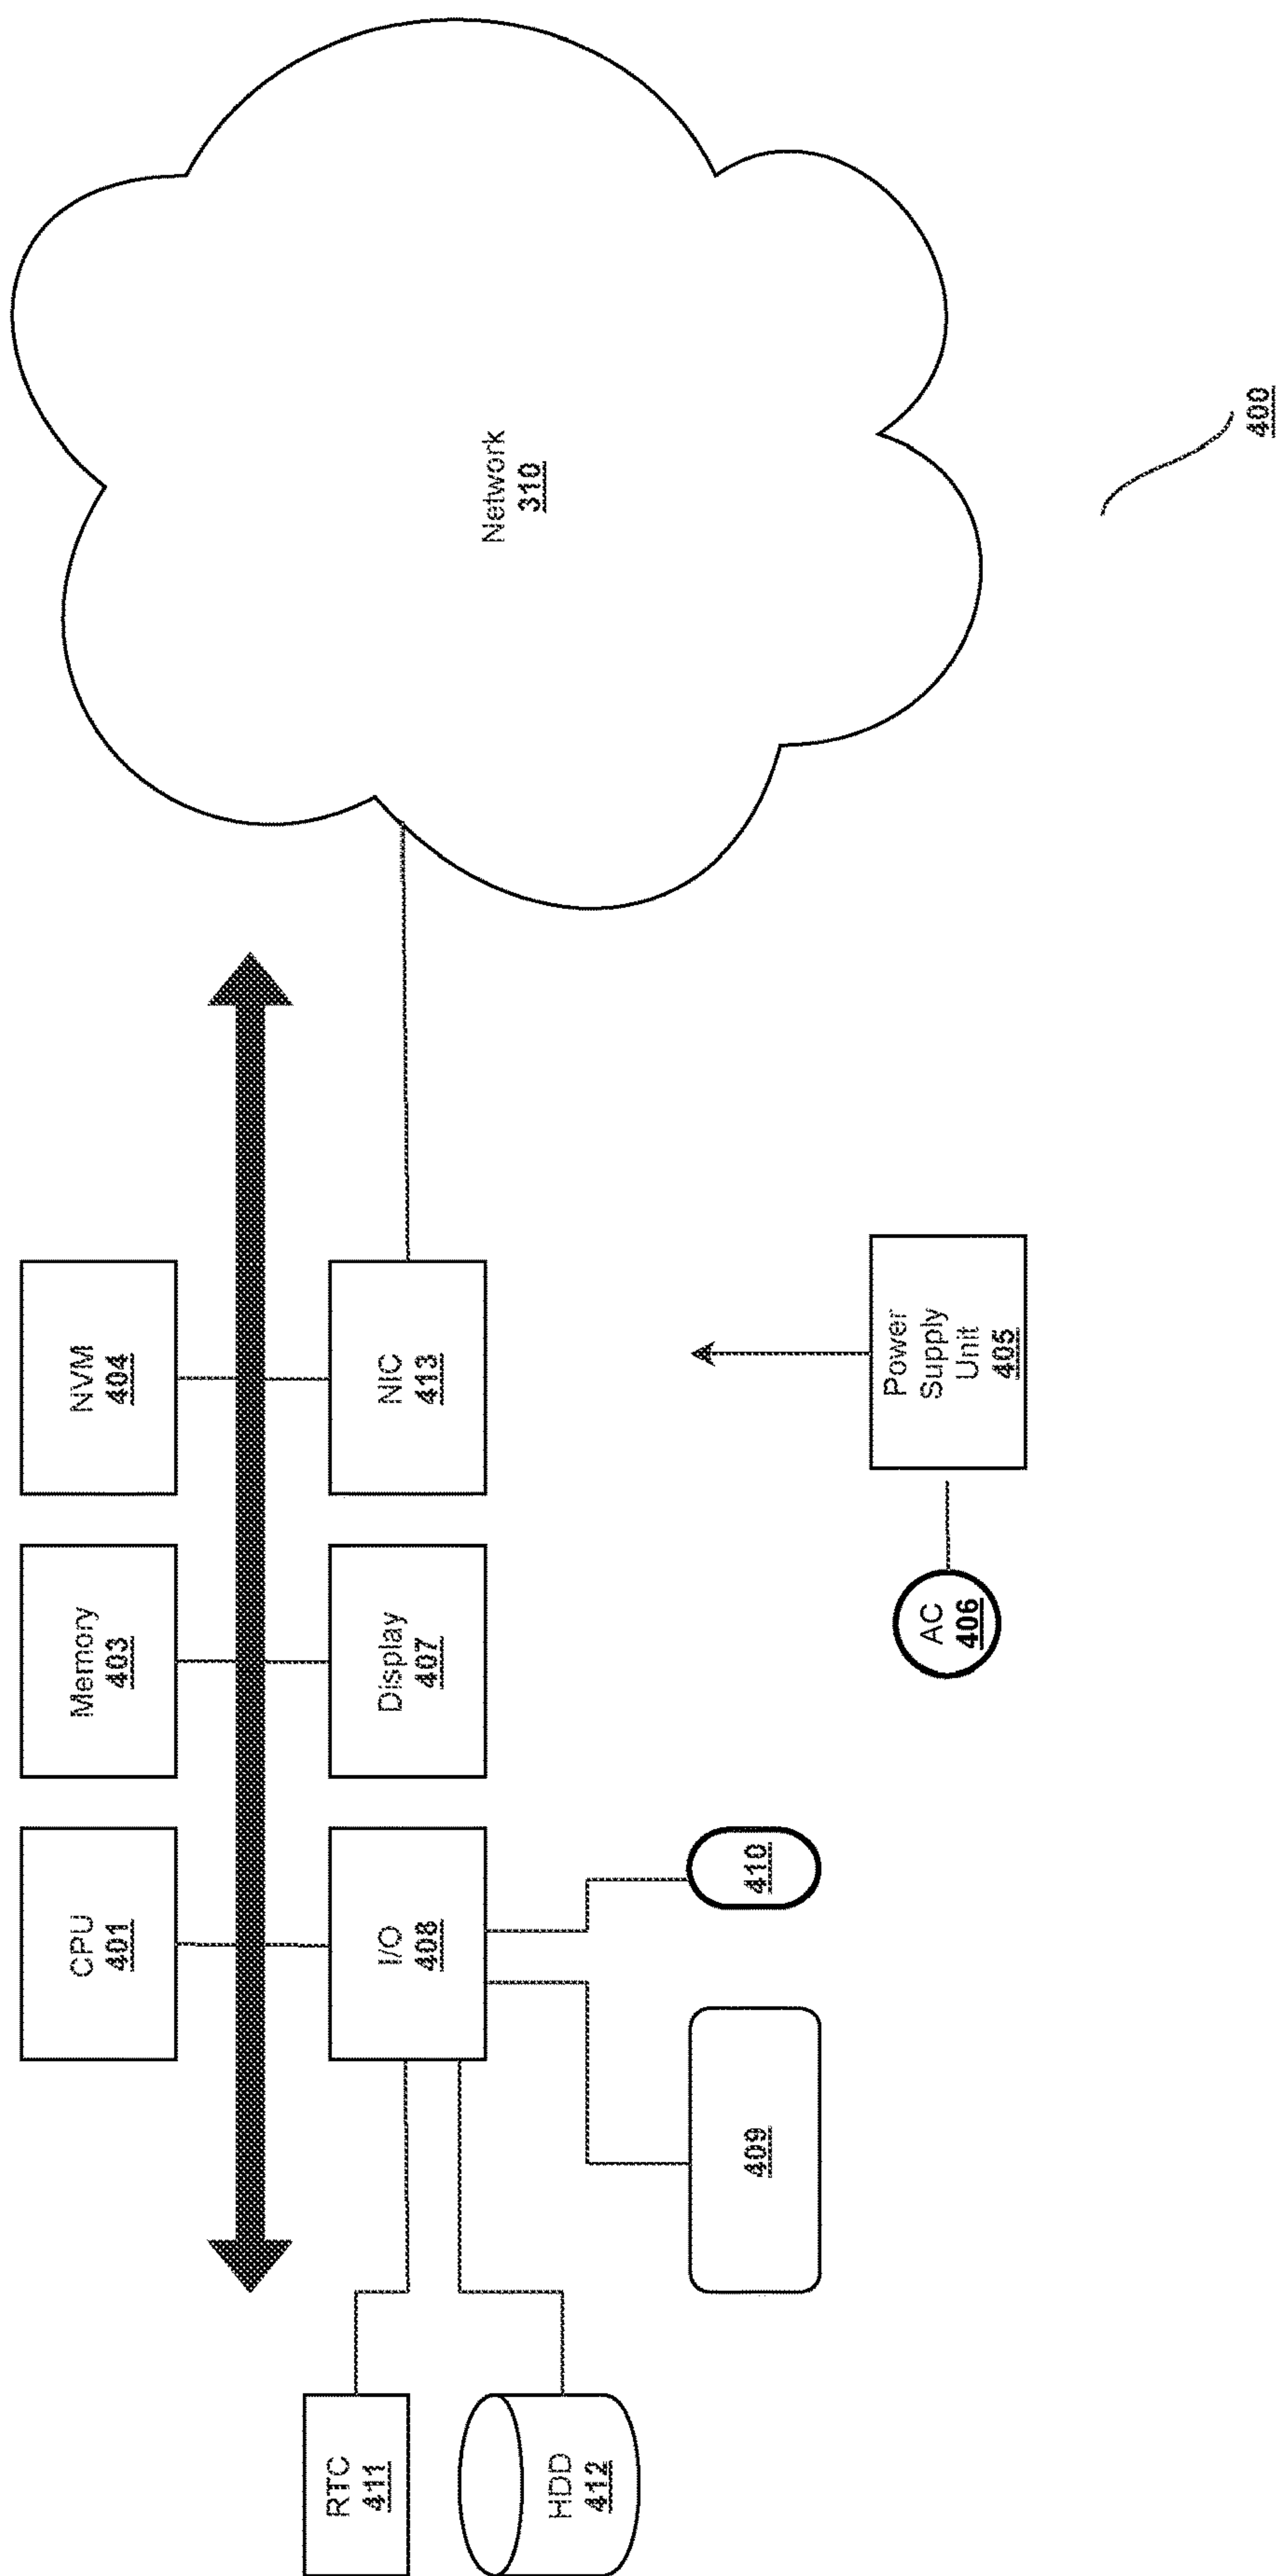 CPU
401
Memory
403
NVM
404
RTC
411
I/O
408
Display
407
NIC
413
Network
310
HDD
412
409
410
AC
406
Power
Supply
Unit
405
400